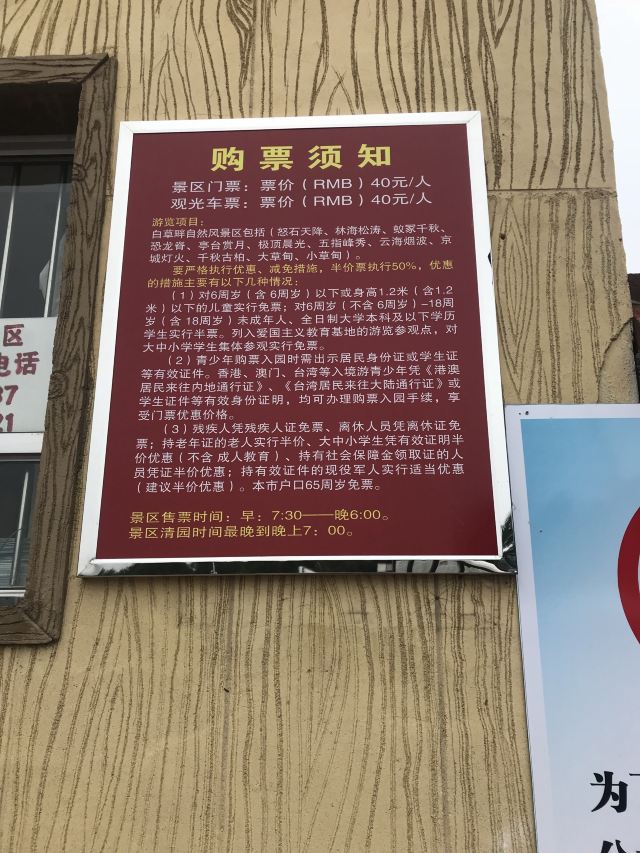 购票须知
景区门票：票价（RMB）40元/人
观光车票：票价（RMB）40元/人
游览项目：
白草畔自然风景区包括（怒石天降、林海松涛、蚁冢千秋、
恐龙脊、亭台赏月、极顶晨光、五指峰秀、云海烟波、京
城灯火、千秋古柏、大草甸、小草甸）。
要严格执行优惠、减免措施，半价票执行50%，优惠
的措施主要有以下几种情况：
（1）对6周岁（含6周岁）以下或身高1.2米（含1.2
米）以下的儿童实行免票；对6周岁（不含6周岁）-18周
岁（含18周岁）未成年人、全日制大学本科及以下学历
学生实行半票。列入爱国主义教育基地的游览参观点，对
大中小学学生集体参观实行免票。
（2）青少年购票入园时需出示居民身份证或学生证
等有效证件。香港、澳门、台湾等入境游青少年凭《港澳
居民来往内地通行证》、《台湾居民来往大陆通行证》或
学生证件等有效身份证明，均可办理购票入园手续，享
受门票优惠价格。
（3）残疾人凭残疾人证免票、离休人员凭离休证免
票；持老年证的老人实行半价、大中小学生凭有效证明半
价优惠（不含 成人教育）、持有社会保障金领取证的人
员凭证半价优惠；持有效证件的现役军人实行适当优惠
（建议半价优惠）。本市户口65周岁免票。
景区售票时间：早：7:30——晚6:00。
景区清园时间最晚到晚上7：00。
区
电话
37
21
为